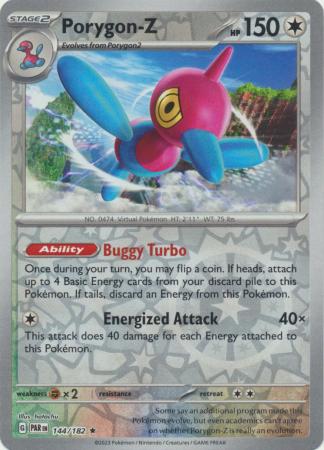 STAGE2 Porygon-Z HP 150
Evolves from Porygon2
NO. 0474 Virtual Pokémon HT: 2'11" WT: 75 lbs.
Ability Buggy Turbo
Once during your turn, you may flip a coin. If heads, attach
up to 4 Basic Energy cards from your discard pile to this
Pokémon. If tails, discard an Energy from this Pokémon.
Energized Attack 40×
This attack does 40 damage for each Energy attached to
this Pokémon.
weakness ×2 resistance retreat
Illus. hatachu
G PAR EN 144/182 ★
Some say an additional program made this
Pokémon evolve, but even academics can't agree
on whether Porygon-Z is really an evolution.
©2023 Pokémon / Nintendo / Creatures / GAME FREAK